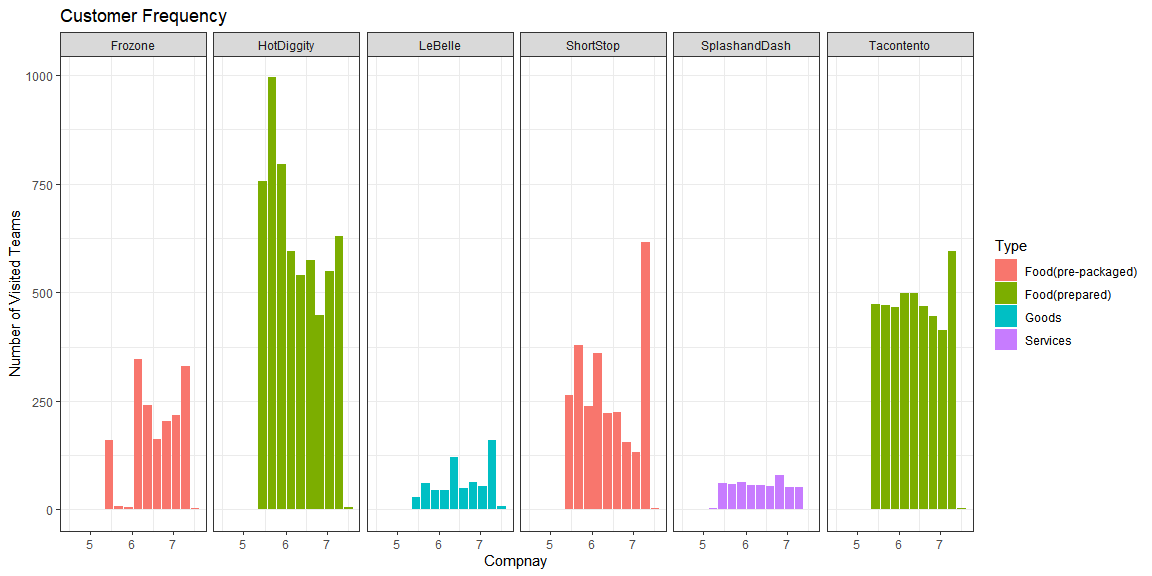 Customer Frequency
Frozone HotDiggity LeBelle ShortStop SplashandDash Tacontento
1000
750
500
250
0
Number of Visited Teams
5 6 7 5 6 7 5 6 7 5 6 7 5 6 7 5 6 7
Compnay
Type
Food(pre-packaged)
Food(prepared)
Goods
Services